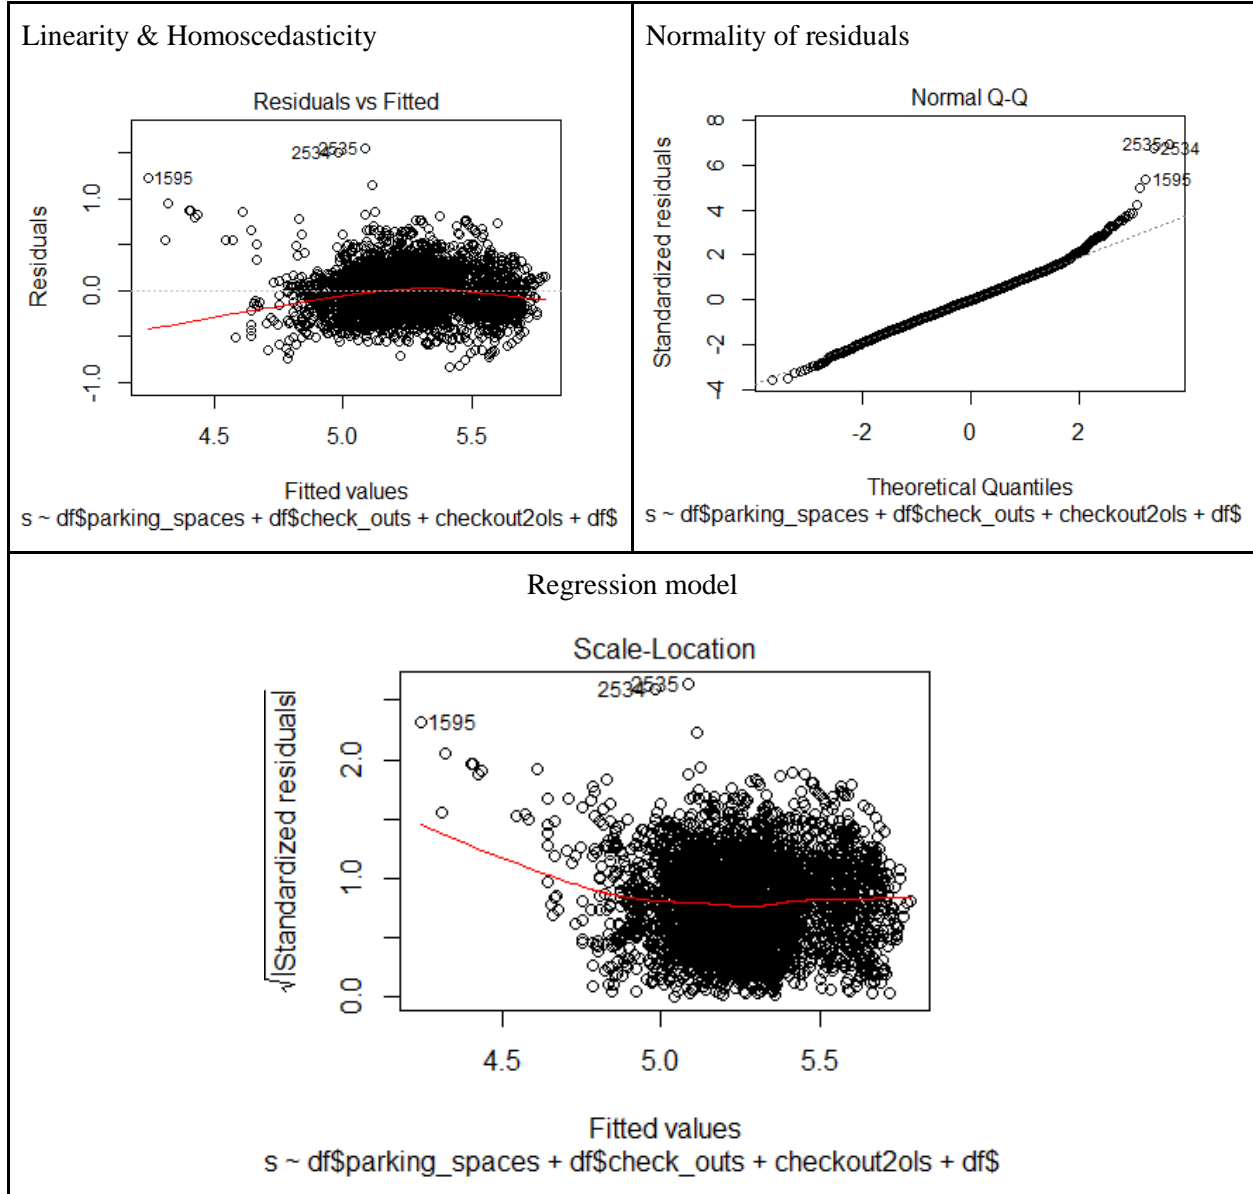 Linearity & Homoscedasticity
Residuals vs Fitted
Residuals
1.0
0.0
-1.0
2534
2535
1595
4.5 5.0 5.5
Fitted values
s ~ df$parking_spaces + df$check_outs + checkout2ols + df$
Normality of residuals
Normal Q-Q
Standardized residuals
8
6
4
2
0
-2
-4
2535
2534
1595
-2 0 2
Theoretical Quantiles
s ~ df$parking_spaces + df$check_outs + checkout2ols + df$
Regression model
Scale-Location
√|Standardized residuals|
2.0
1.0
0.0
2534
2535
1595
4.5 5.0 5.5
Fitted values
s ~ df$parking_spaces + df$check_outs + checkout2ols + df$